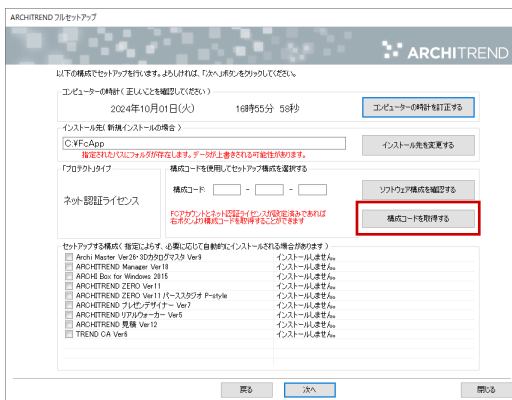 ARCHITREND フルセットアップ
ARCHITREND
以下の構成でセットアップを行います。よろしければ、「次へ」ボタンをクリックしてください。
コンピューターの時計（正しいことを確認してください）
2024年10月01日(火) 16時55分 58秒
コンピューターの時計を訂正する
インストール先（新規インストールの場合）
C:¥FcApp
インストール先を変更する
指定されたパスにフォルダが存在します。データが上書きされる可能性があります。
「プロテクト」タイプ
構成コードを使用してセットアップ構成を選択する
ネット認証ライセンス
構成コード - -
ソフトウェア構成を確認する
FCアカウントとネット認証ライセンスが設定済みであれば
右ボタンより構成コードを取得することができます
構成コードを取得する
セットアップする構成（指定によらず、必要に応じて自動的にインストールされる場合があります）
Archi Master Ver26・3Dカタログマスタ Ver9 インストールしません。
ARCHITREND Manager Ver18 インストールしません。
ARCHI Box for Windows 2015 インストールしません。
ARCHITREND ZERO Ver11 インストールしません。
ARCHITREND ZERO Ver11 パーススタジオ P-style インストールしません。
ARCHITREND プレゼンデザイナー Ver7 インストールしません。
ARCHITREND リアルウォーカー Ver5 インストールしません。
ARCHITREND 見積 Ver12 インストールしません。
TREND CA Ver6 インストールしません。
戻る 次へ 閉じる